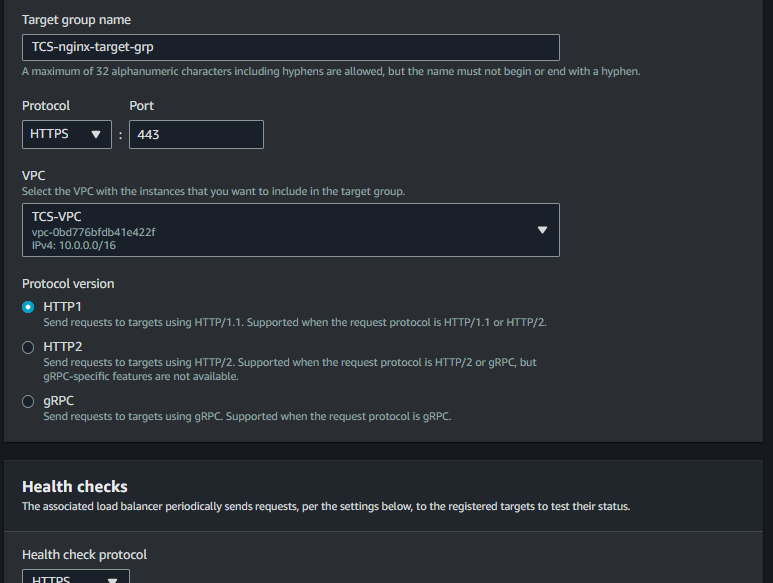 Target group name
TCS-nginx-target-grp
A maximum of 32 alphanumeric characters including hyphens are allowed, but the name must not begin or end with a hyphen.
Protocol Port
HTTPS : 443
VPC
Select the VPC with the instances that you want to include in the target group.
TCS-VPC
vpc-0bd776bfdb41e422f
IPv4: 10.0.0.0/16
Protocol version
HTTP1
Send requests to targets using HTTP/1.1. Supported when the request protocol is HTTP/1.1 or HTTP/2.
HTTP2
Send requests to targets using HTTP/2. Supported when the request protocol is HTTP/2 or gRPC, but
gRPC-specific features are not available.
gRPC
Send requests to targets using gRPC. Supported when the request protocol is gRPC.
Health checks
The associated load balancer periodically sends requests, per the settings below, to the registered targets to test their status.
Health check protocol
HTTPS